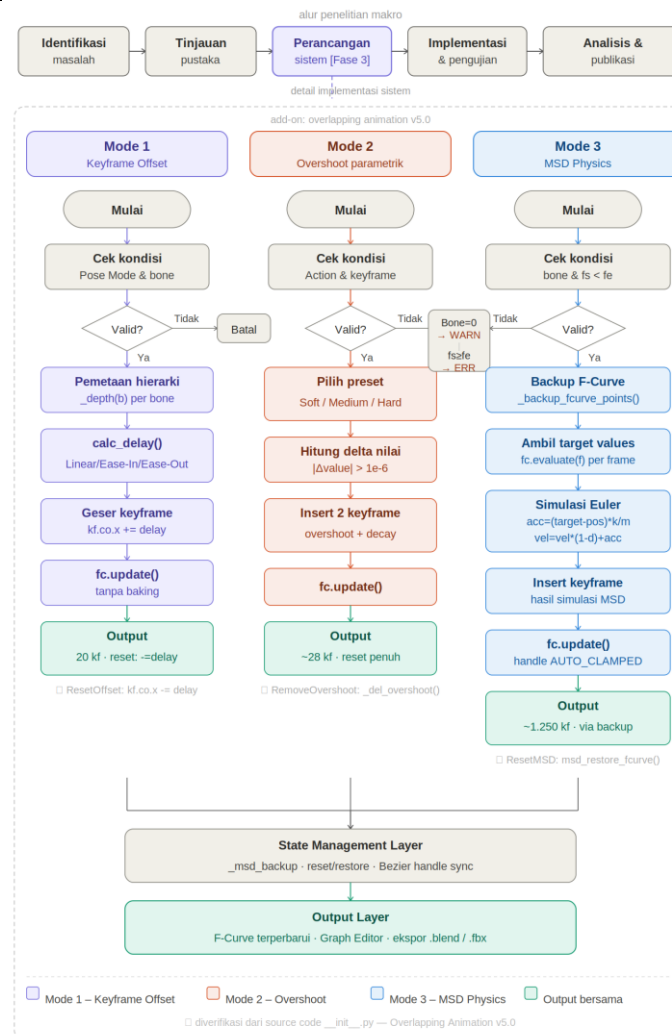 alur penelitian makro
Identifikasi
masalah
Tinjauan
pustaka
Perancangan
sistem [Fase 3]
Implementasi
& pengujian
Analisis &
publikasi
detail implementasi sistem
add-on: overlapping animation v5.0
Mode 1
Keyframe Offset
Mode 2
Overshoot parametrik
Mode 3
MSD Physics
Mulai
Mulai
Mulai
Cek kondisi
Pose Mode & bone
Cek kondisi
Action & keyframe
Cek kondisi
bone & fs < fe
Valid?
Tidak
Batal
Ya
Valid?
Tidak
Ya
Bone=0
→ WARN
fs≥fe
→ ERR
Tidak
Valid?
Ya
Pemetaan hierarki
_depth(b) per bone
calc_delay()
Linear/Ease-In/Ease-Out
Geser keyframe
kf.co.x += delay
fc.update()
tanpa baking
Output
20 kf · reset: -=delay
ResetOffset: kf.co.x -= delay
Pilih preset
Soft / Medium / Hard
Hitung delta nilai
|Δvalue| > 1e-6
Insert 2 keyframe
overshoot + decay
fc.update()
Output
~28 kf · reset penuh
RemoveOvershoot: _del_overshoot()
Backup F-Curve
_backup_fcurve_points()
Ambil target values
fc.evaluate(f) per frame
Simulasi Euler
acc=(target-pos)*k/m
vel=vel*(1-d)+acc
Insert keyframe
hasil simulasi MSD
fc.update()
handle AUTO_CLAMPED
Output
~1.250 kf · via backup
ResetMSD: msd_restore_fcurve()
State Management Layer
_msd_backup · reset/restore · Bezier handle sync
Output Layer
F-Curve terperbarui · Graph Editor · ekspor .blend / .fbx
Mode 1 – Keyframe Offset
Mode 2 – Overshoot
Mode 3 – MSD Physics
Output bersama
diverifikasi dari source code __init__.py — Overlapping Animation v5.0